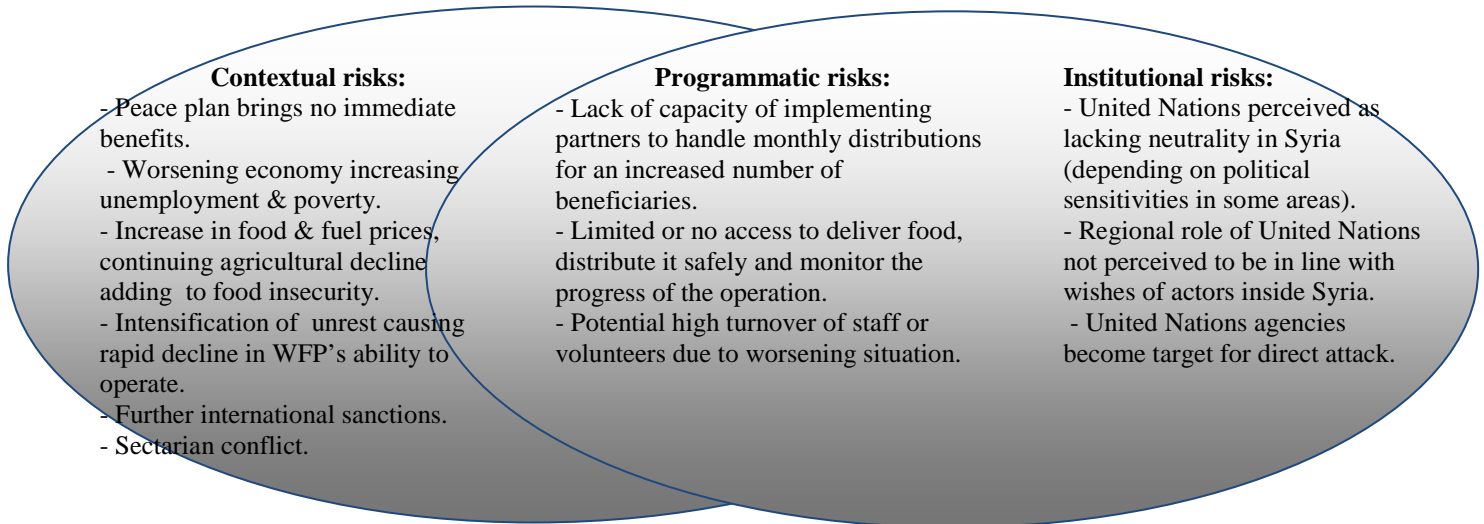 Contextual risks:
- Peace plan brings no immediate
benefits.
- Worsening economy increasing
unemployment & poverty.
- Increase in food & fuel prices,
continuing agricultural decline
adding to food insecurity.
- Intensification of unrest causing
rapid decline in WFP's ability to
operate.
- Further international sanctions.
- Sectarian conflict.
Programmatic risks:
- Lack of capacity of implementing
partners to handle monthly distributions
for an increased number of
beneficiaries.
- Limited or no access to deliver food,
distribute it safely and monitor the
progress of the operation.
- Potential high turnover of staff or
volunteers due to worsening situation.
Institutional risks:
- United Nations perceived as
lacking neutrality in Syria
(depending on political
sensitivities in some areas).
- Regional role of United Nations
not perceived to be in line with
wishes of actors inside Syria.
- United Nations agencies
become target for direct attack.